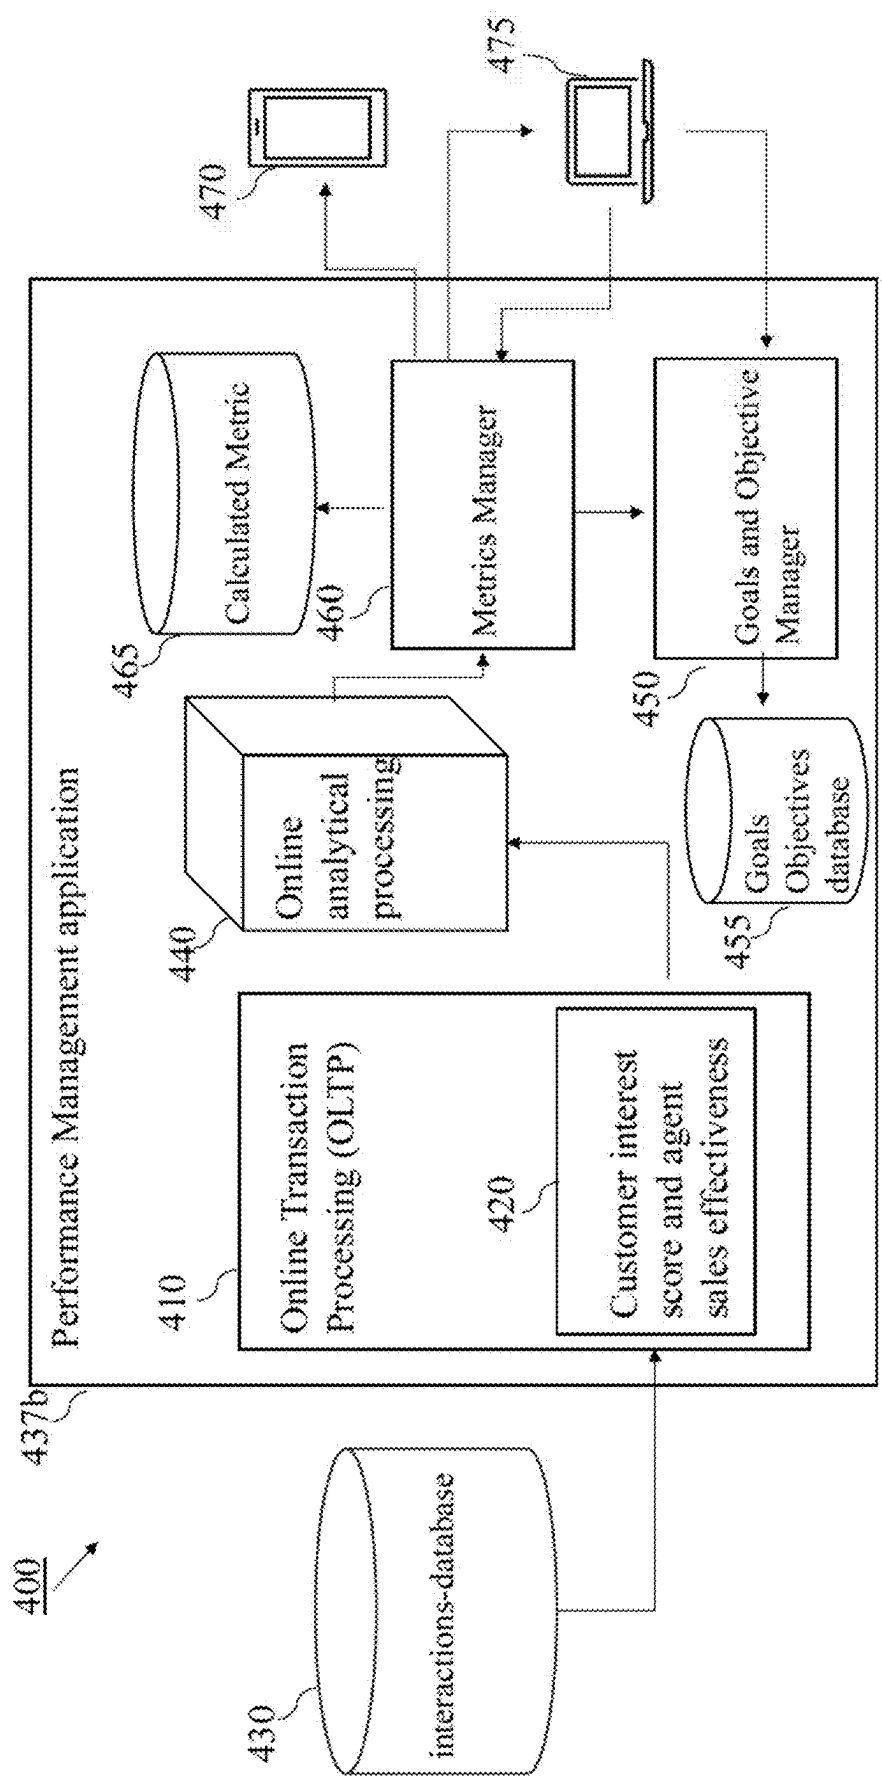 400
437b
Performance Management application
430
interactions-database
410
Online Transaction
Processing (OLTP)
420
Customer interest
score and agent
sales effectiveness
440
Online
analytical
processing
465
Calculated Metric
460
Metrics Manager
450
Goals and Objective
Manager
455
Goals
Objectives
database
470
475